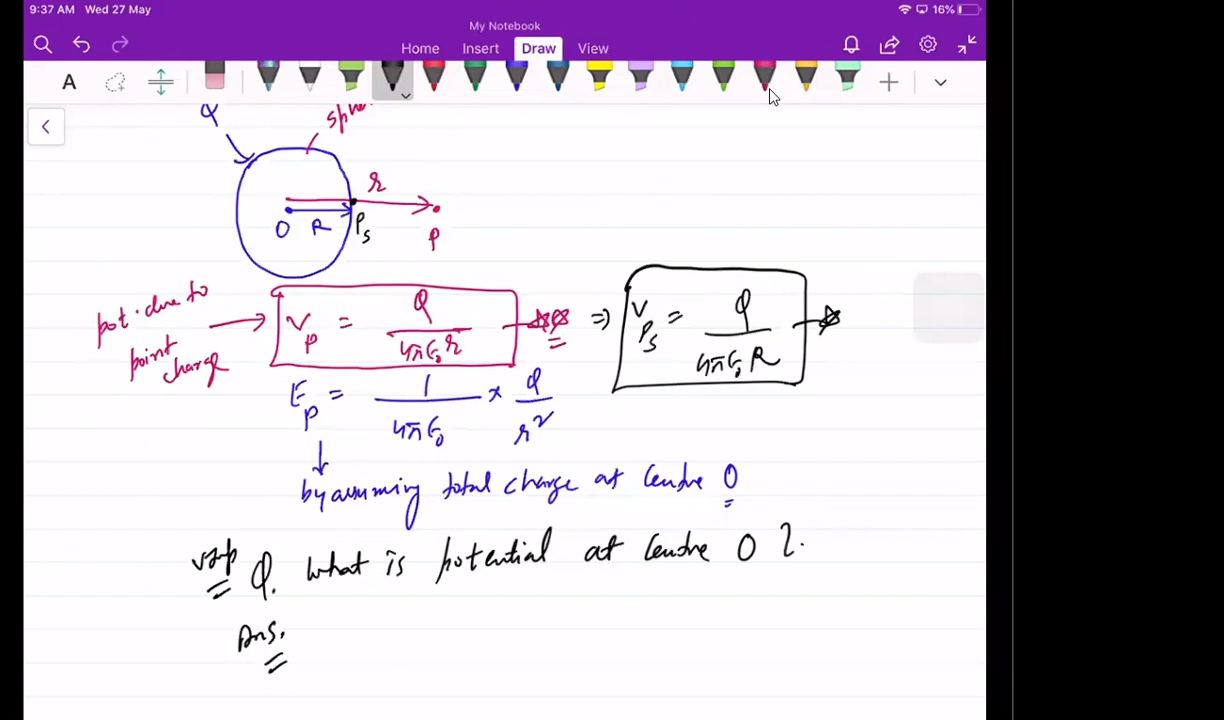 9:37 AM Wed 27 May
16%
My Notebook
Home Insert Draw View
A
Q
sphe
r
O R Ps P
pot. due to point charge → Vp = Q / 4πε₀r ⇒ VPs = Q / 4πε₀R
Ep = 1 / 4πε₀ × Q / r²
by assuming total charge at centre O
v.imp Q. What is potential at centre O ?
Ans.